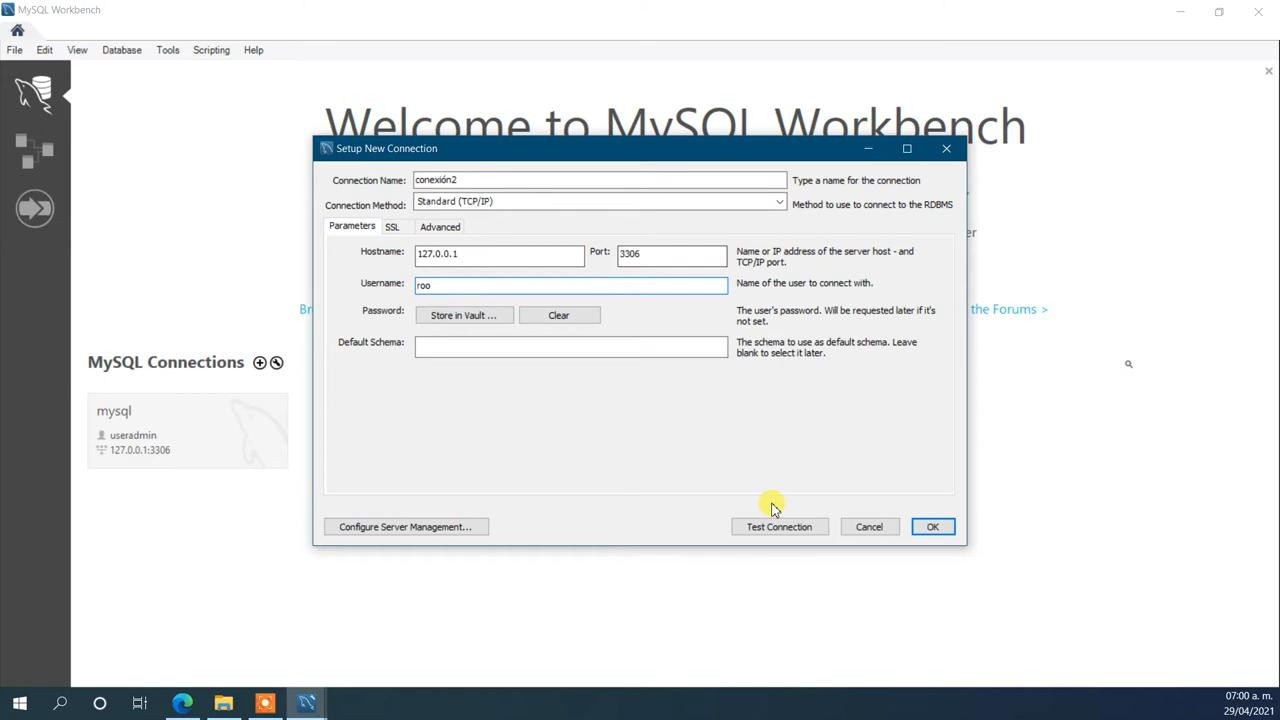 MySQL Workbench
File Edit View Database Tools Scripting Help
Welcome to MySQL Workbench
Setup New Connection
Connection Name: conexión2 Type a name for the connection
Connection Method: Standard (TCP/IP) Method to use to connect to the RDBMS
Parameters SSL Advanced
Hostname: 127.0.0.1 Port: 3306 Name or IP address of the server host - and
TCP/IP port.
Username: roo Name of the user to connect with.
Password: Store in Vault ... Clear The user's password. Will be requested later if it's
not set.
Default Schema: The schema to use as default schema. Leave
blank to select it later.
Configure Server Management... Test Connection Cancel OK
the Forums >
MySQL Connections
mysql
useradmin
127.0.0.1:3306
07:00 a. m.
29/04/2021